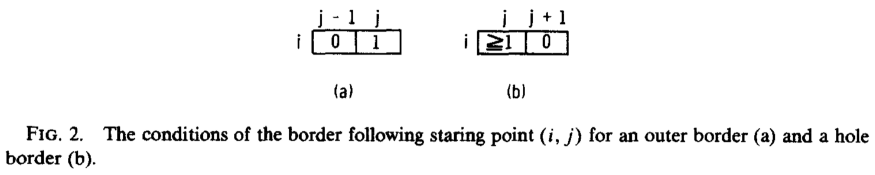 j - 1 j j j + 1
i 0 1 i ≧1 0
(a) (b)
FIG. 2. The conditions of the border following staring point (i, j) for an outer border (a) and a hole
border (b).